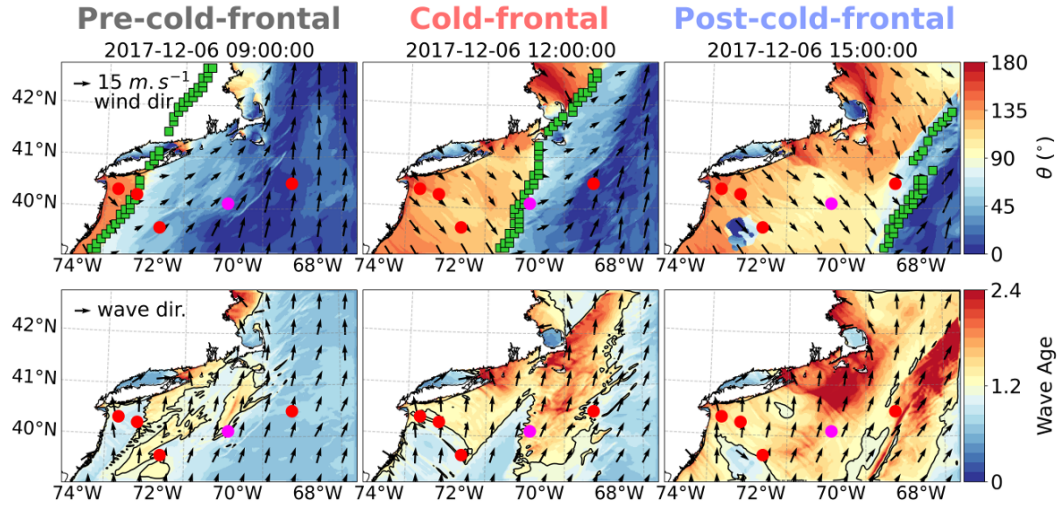 Pre-cold-frontal Cold-frontal Post-cold-frontal
2017-12-06 09:00:00 2017-12-06 12:00:00 2017-12-06 15:00:00
15 m. s⁻¹
wind dir.
42°N
41°N
40°N
74°W 72°W 70°W 68°W 74°W 72°W 70°W 68°W 74°W 72°W 70°W 68°W
180
135
90
45
0
θ (°)
wave dir.
42°N
41°N
40°N
74°W 72°W 70°W 68°W 74°W 72°W 70°W 68°W 74°W 72°W 70°W 68°W
2.4
1.2
0
Wave Age